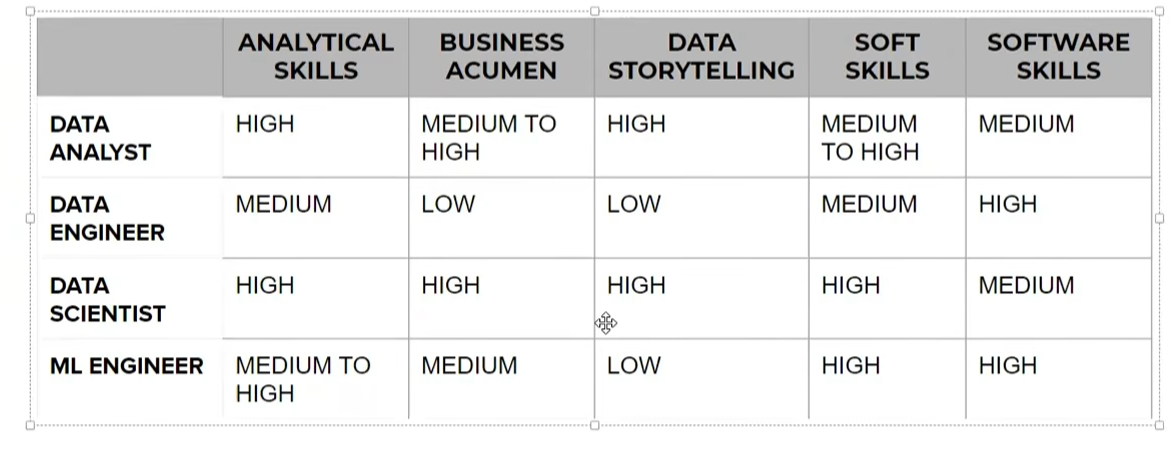 ANALYTICAL SKILLS BUSINESS ACUMEN DATA STORYTELLING SOFT SKILLS SOFTWARE SKILLS
DATA ANALYST HIGH MEDIUM TO HIGH HIGH MEDIUM TO HIGH MEDIUM
DATA ENGINEER MEDIUM LOW LOW MEDIUM HIGH
DATA SCIENTIST HIGH HIGH HIGH HIGH MEDIUM
ML ENGINEER MEDIUM TO HIGH MEDIUM LOW HIGH HIGH